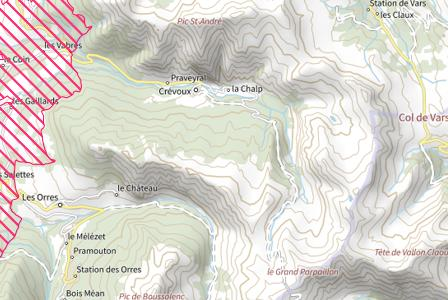 Station de Vars
les Claux
Pic St André
les Vabres
le Coin
Praveyral
Crévoux
la Chalp
les Gaillards
Col de Vars
Salettes
Les Orres
le Château
le Mélézet
Pramouton
Station des Orres
Bois Méan
Pic de Boussolenc
le Grand Parpaillon
Tête de Vallon Claous